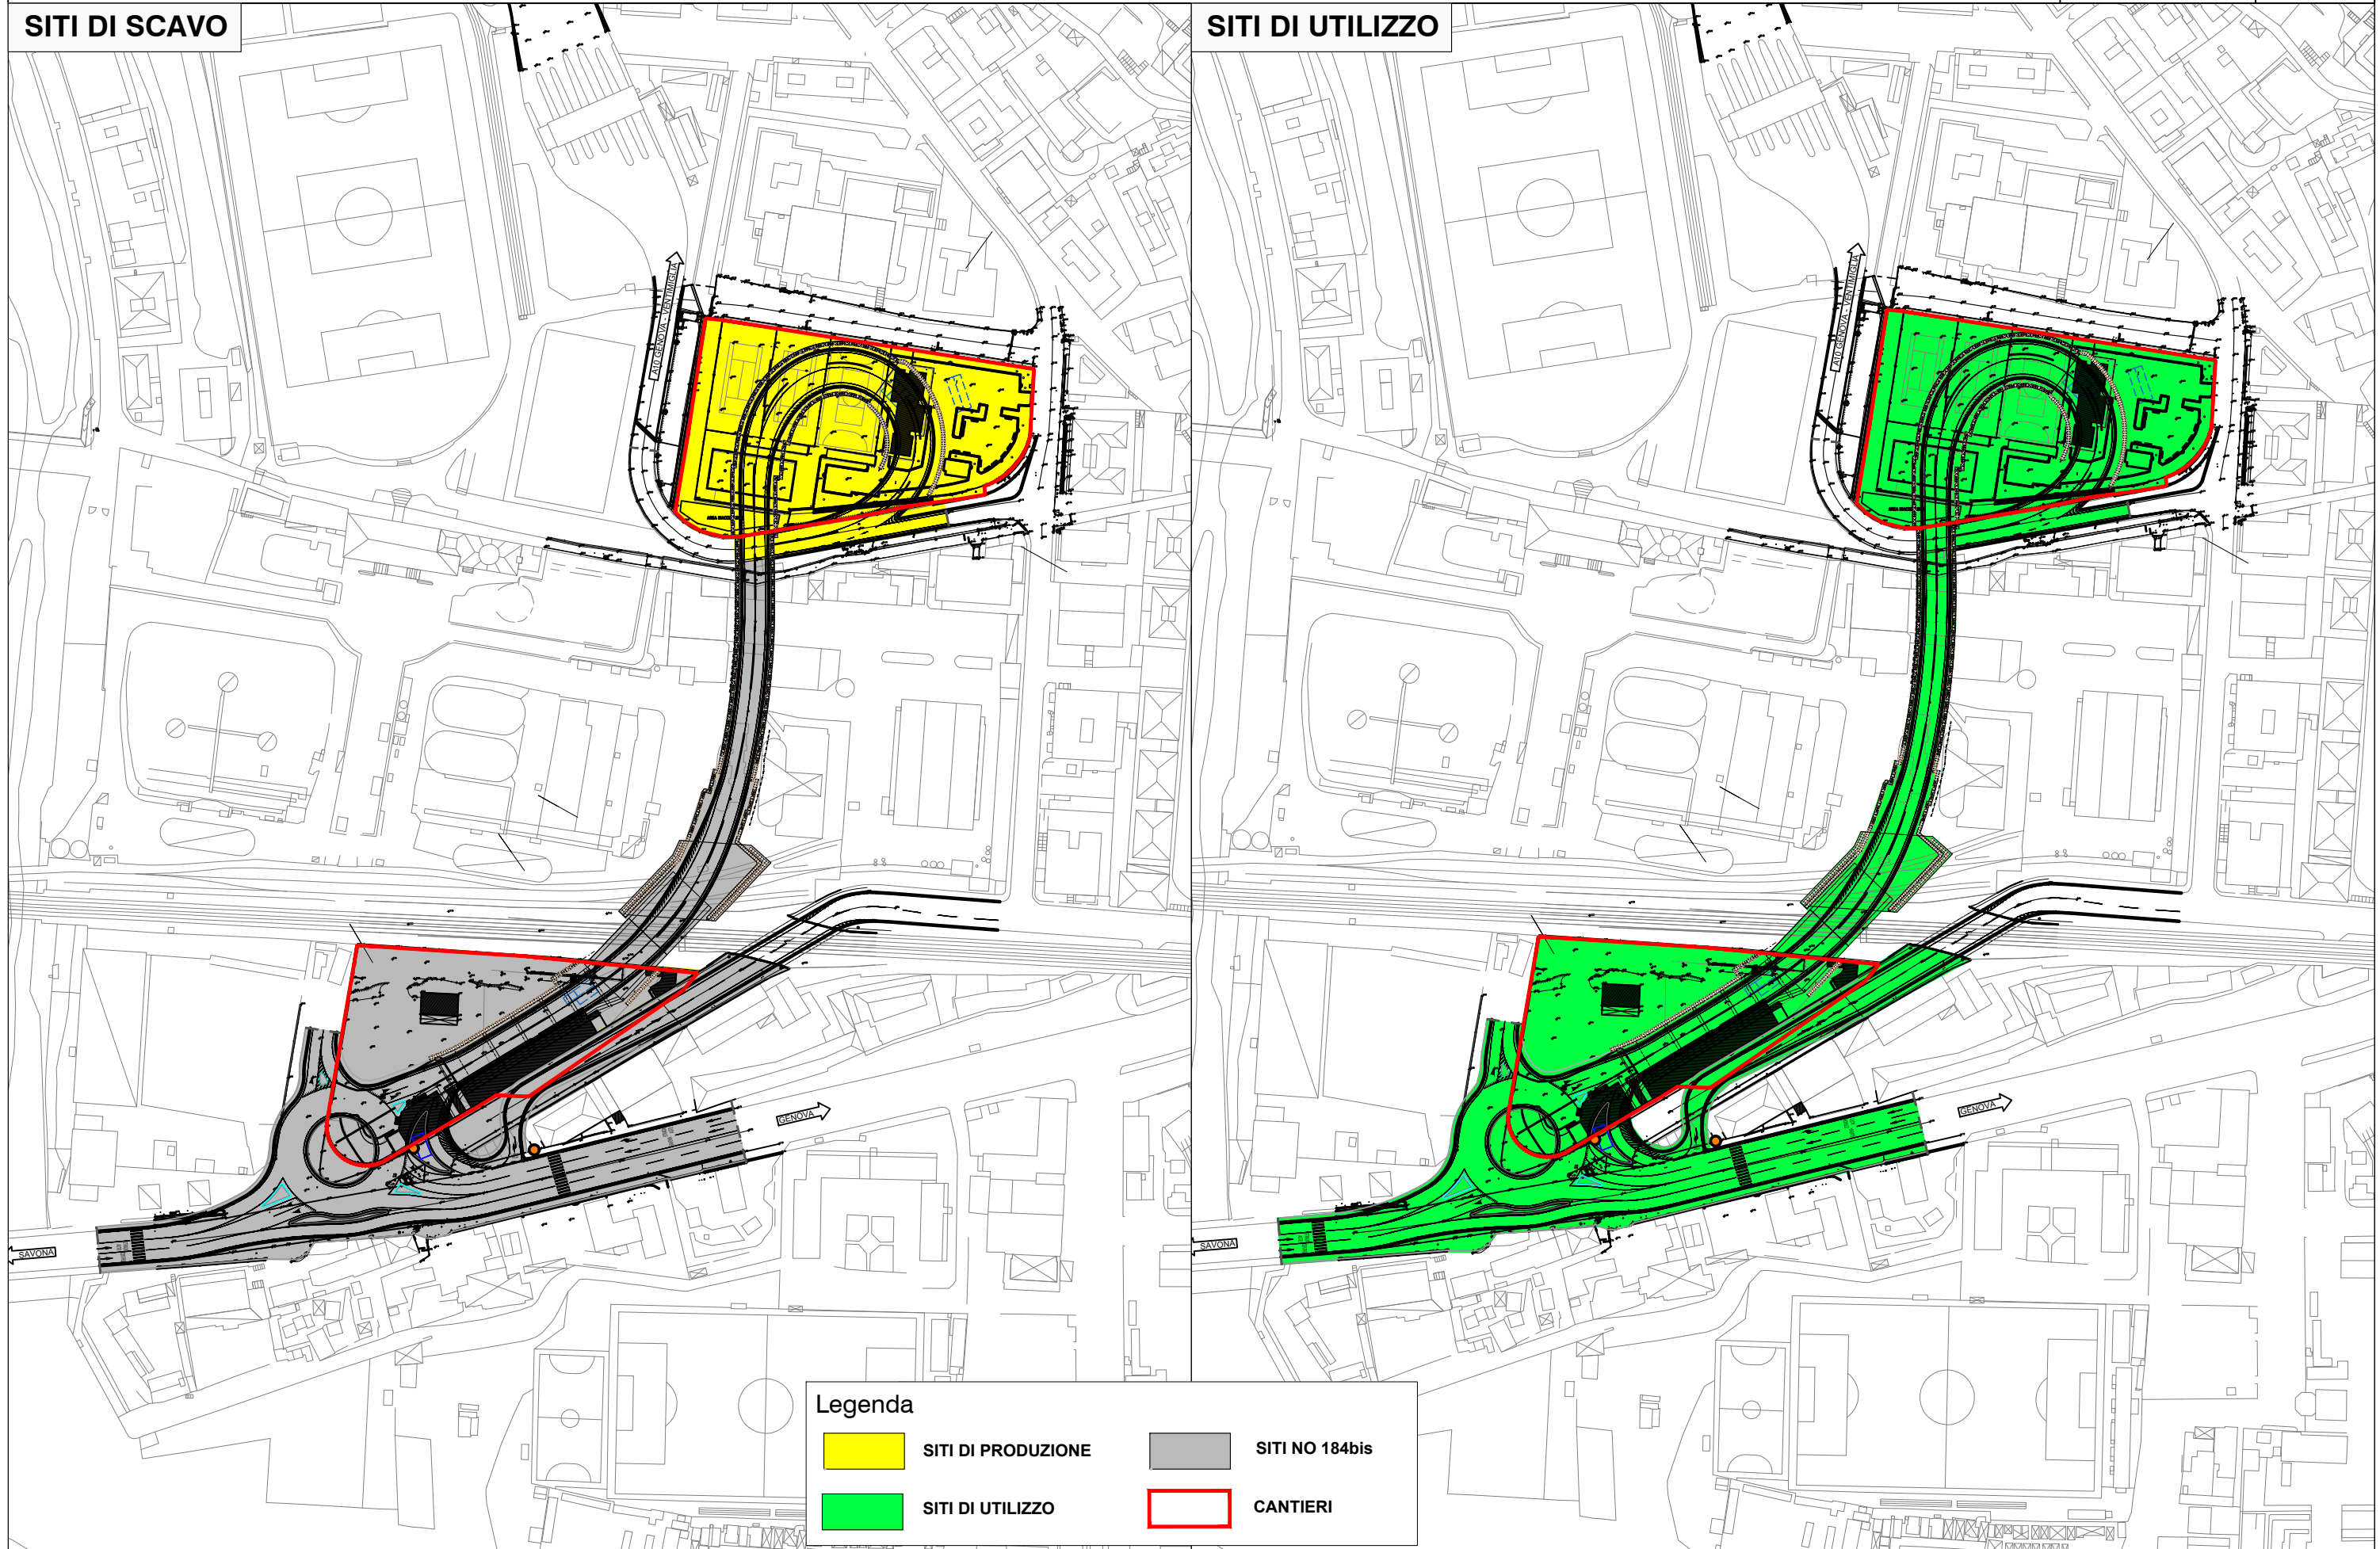 SITI DI SCAVO
SITI DI UTILIZZO
A10 GENOVA - VENTIMIGLIA
A10 GENOVA - VENTIMIGLIA
GENOVA
GENOVA
SAVONA
SAVONA
Legenda
SITI DI PRODUZIONE
SITI NO 184bis
SITI DI UTILIZZO
CANTIERI